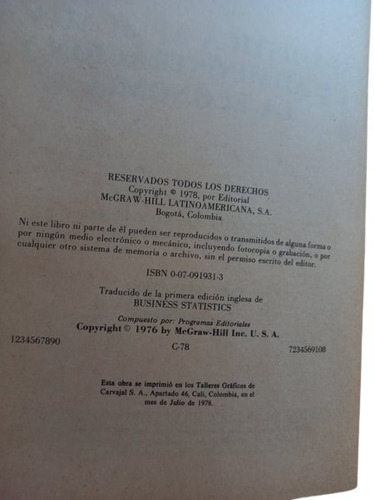 RESERVADOS TODOS LOS DERECHOS
Copyright © 1978, por Editorial
McGRAW-HILL LATINOAMERICANA, S.A.
Bogotá, Colombia
Ni este libro ni parte de él pueden ser reproducidos o transmitidos de alguna forma o
por ningún medio electrónico o mecánico, incluyendo fotocopia o grabación, o por
cualquier otro sistema de memoria o archivo, sin el permiso escrito del editor.
ISBN 0-07-091931-3
Traducido de la primera edición inglesa de
BUSINESS STATISTICS
Compuesto por: Programas Editoriales
Copyright © 1976 by McGraw-Hill Inc. U. S. A.
1234567890 C-78 7234569108
Esta obra se imprimió en los Talleres Gráficos de
Carvajal S. A., Apartado 46, Cali, Colombia, en el
mes de Julio de 1978.